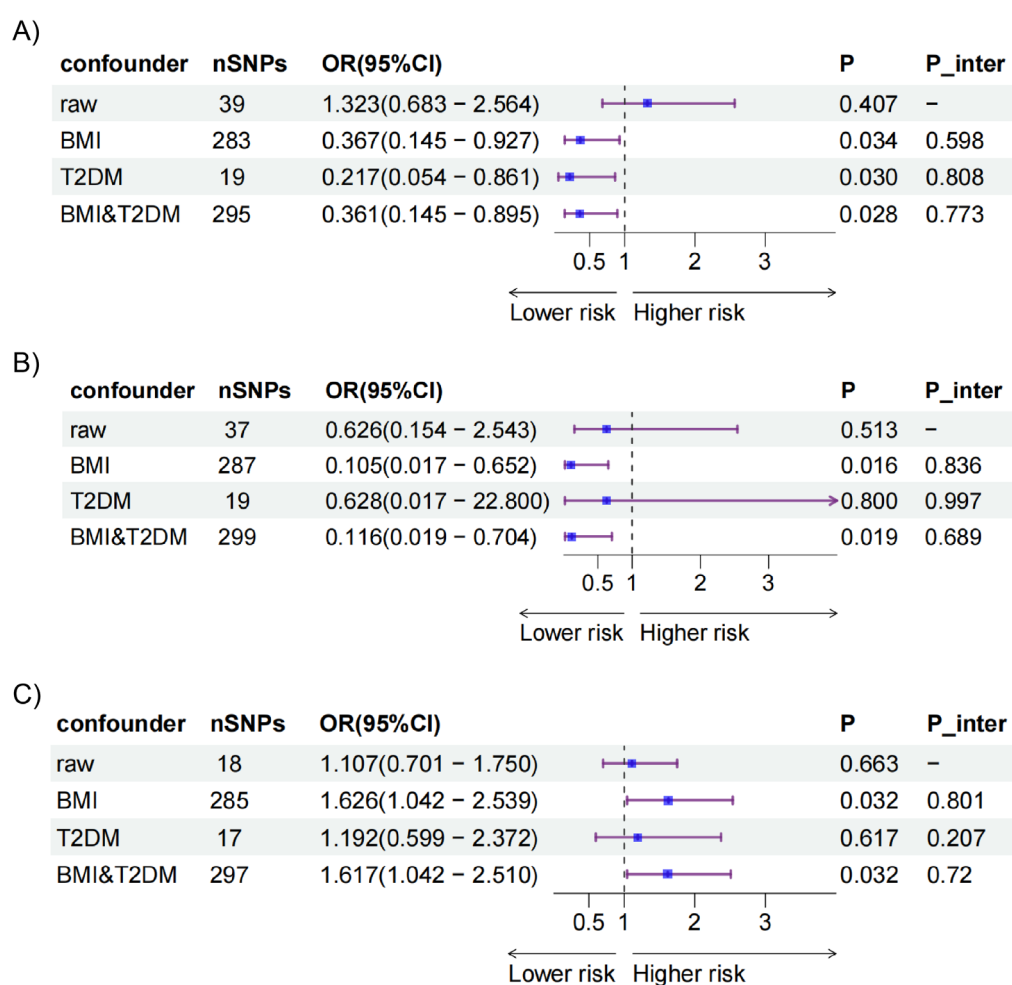 A)
confounder nSNPs OR(95%CI) P P_inter
raw 39 1.323(0.683 − 2.564) 0.407 −
BMI 283 0.367(0.145 − 0.927) 0.034 0.598
T2DM 19 0.217(0.054 − 0.861) 0.030 0.808
BMI&T2DM 295 0.361(0.145 − 0.895) 0.028 0.773
0.5 1 2 3
Lower risk Higher risk
B)
confounder nSNPs OR(95%CI) P P_inter
raw 37 0.626(0.154 − 2.543) 0.513 −
BMI 287 0.105(0.017 − 0.652) 0.016 0.836
T2DM 19 0.628(0.017 − 22.800) 0.800 0.997
BMI&T2DM 299 0.116(0.019 − 0.704) 0.019 0.689
0.5 1 2 3
Lower risk Higher risk
C)
confounder nSNPs OR(95%CI) P P_inter
raw 18 1.107(0.701 − 1.750) 0.663 −
BMI 285 1.626(1.042 − 2.539) 0.032 0.801
T2DM 17 1.192(0.599 − 2.372) 0.617 0.207
BMI&T2DM 297 1.617(1.042 − 2.510) 0.032 0.72
0.5 1 2 3
Lower risk Higher risk